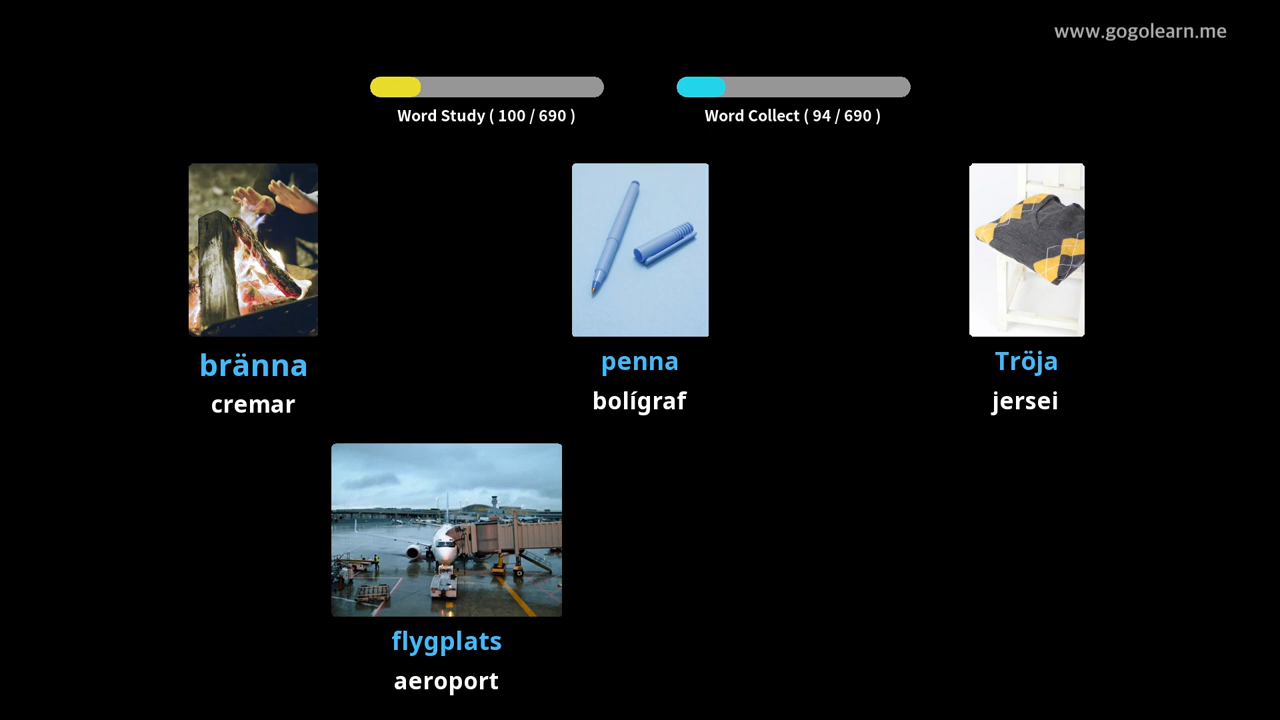 www.gogolearn.me
Word Study ( 100 / 690 )
Word Collect ( 94 / 690 )
bränna
cremar
penna
bolígraf
Tröja
jersei
flygplats
aeroport